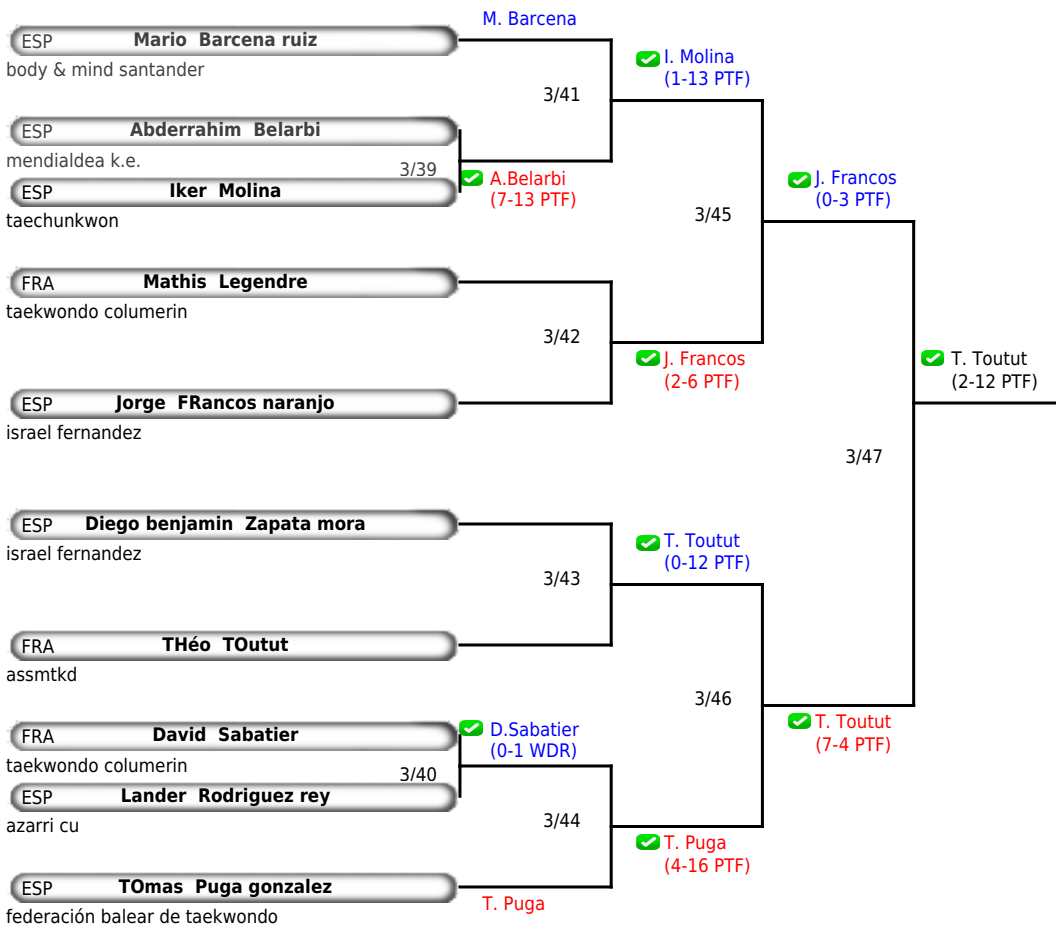 M. Barcena
ESP Mario Barcena ruiz
body & mind santander
I. Molina
(1-13 PTF)
3/41
ESP Abderrahim Belarbi
mendialdea k.e.
3/39
A.Belarbi
(7-13 PTF)
ESP Iker Molina
taechunkwon
J. Francos
(0-3 PTF)
3/45
FRA Mathis Legendre
taekwondo columerin
3/42
J. Francos
(2-6 PTF)
T. Toutut
(2-12 PTF)
ESP Jorge FRancos naranjo
israel fernandez
3/47
ESP Diego benjamin Zapata mora
israel fernandez
T. Toutut
(0-12 PTF)
3/43
FRA THéo TOutut
assmtkd
3/46
FRA David Sabatier
taekwondo columerin
D.Sabatier
(0-1 WDR)
T. Toutut
(7-4 PTF)
3/40
ESP Lander Rodriguez rey
azarri cu
3/44
T. Puga
(4-16 PTF)
ESP TOmas Puga gonzalez
federación balear de taekwondo
T. Puga